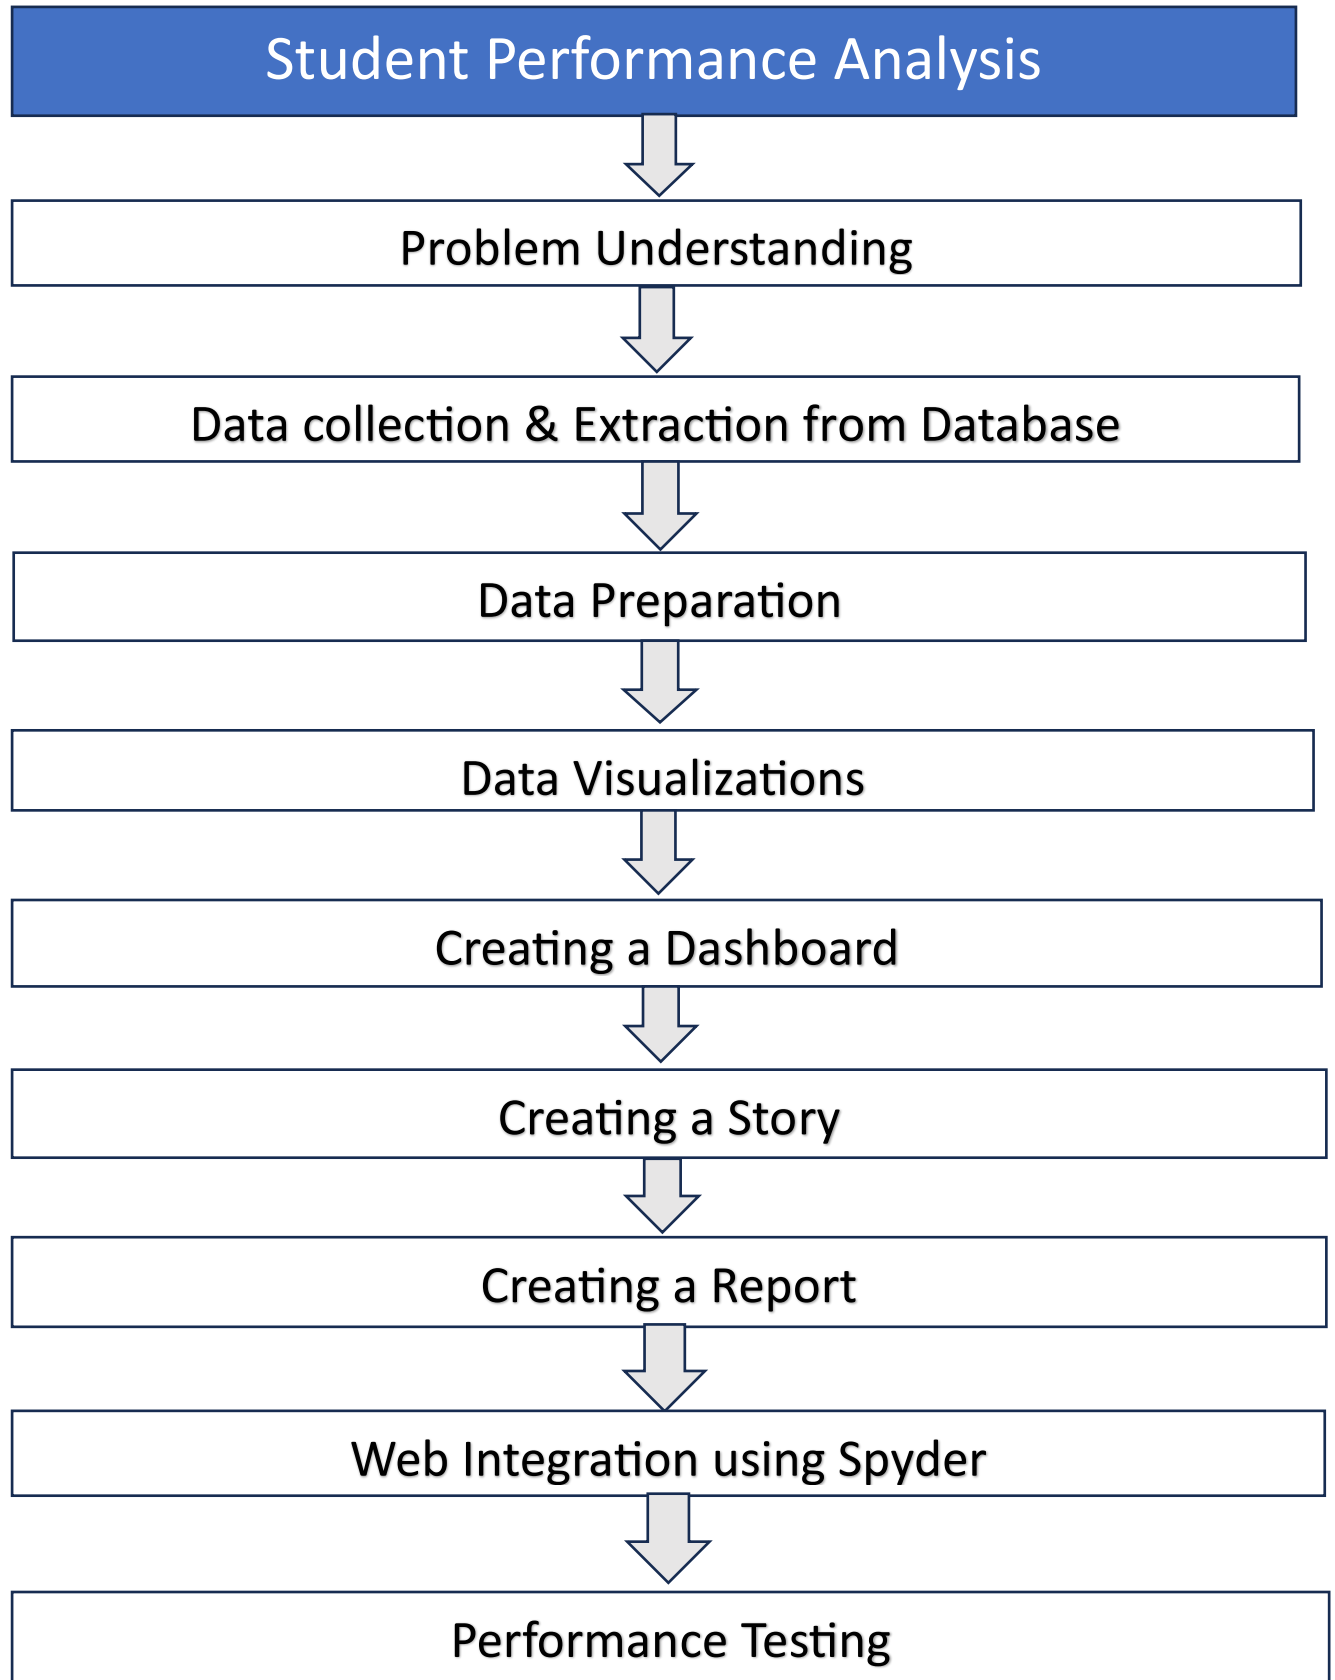 Student Performance Analysis
Problem Understanding
Data collection & Extraction from Database
Data Preparation
Data Visualizations
Creating a Dashboard
Creating a Story
Creating a Report
Web Integration using Spyder
Performance Testing